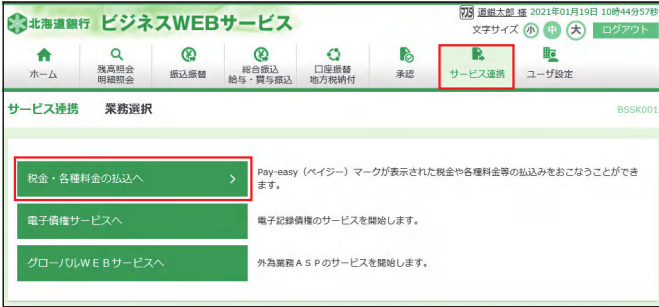 北海道銀行 ビジネスWEBサービス
道銀太郎 様 2021年01月19日 10時44分57秒
文字サイズ 小 中 大 ログアウト
ホーム
残高照会
明細照会
振込振替
総合振込
給与・賞与振込
口座振替
地方税納付
承認
サービス連携
ユーザ設定
サービス連携 業務選択 BSSK001
税金・各種料金の払込へ
Pay-easy（ペイジー）マークが表示された税金や各種料金等の払込みをおこなうことができ
ます。
電子債権サービスへ 電子記録債権のサービスを開始します。
グローバルＷＥＢサービスへ 外為業務ＡＳＰのサービスを開始します。